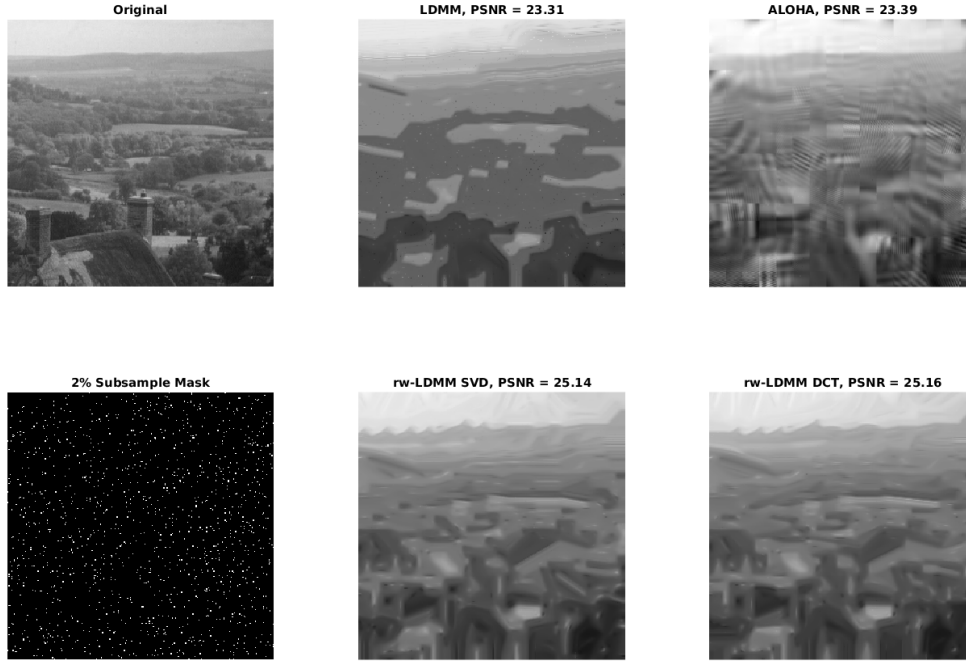 Original
LDMM, PSNR = 23.31
ALOHA, PSNR = 23.39
2% Subsample Mask
rw-LDMM SVD, PSNR = 25.14
rw-LDMM DCT, PSNR = 25.16